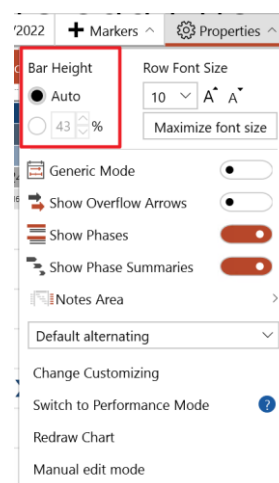 /2022 Markers Properties
Bar Height Row Font Size
Auto 10 A A
43 % Maximize font size
Generic Mode
Show Overflow Arrows
Show Phases
Show Phase Summaries
Notes Area
Default alternating
Change Customizing
Switch to Performance Mode ?
Redraw Chart
Manual edit mode